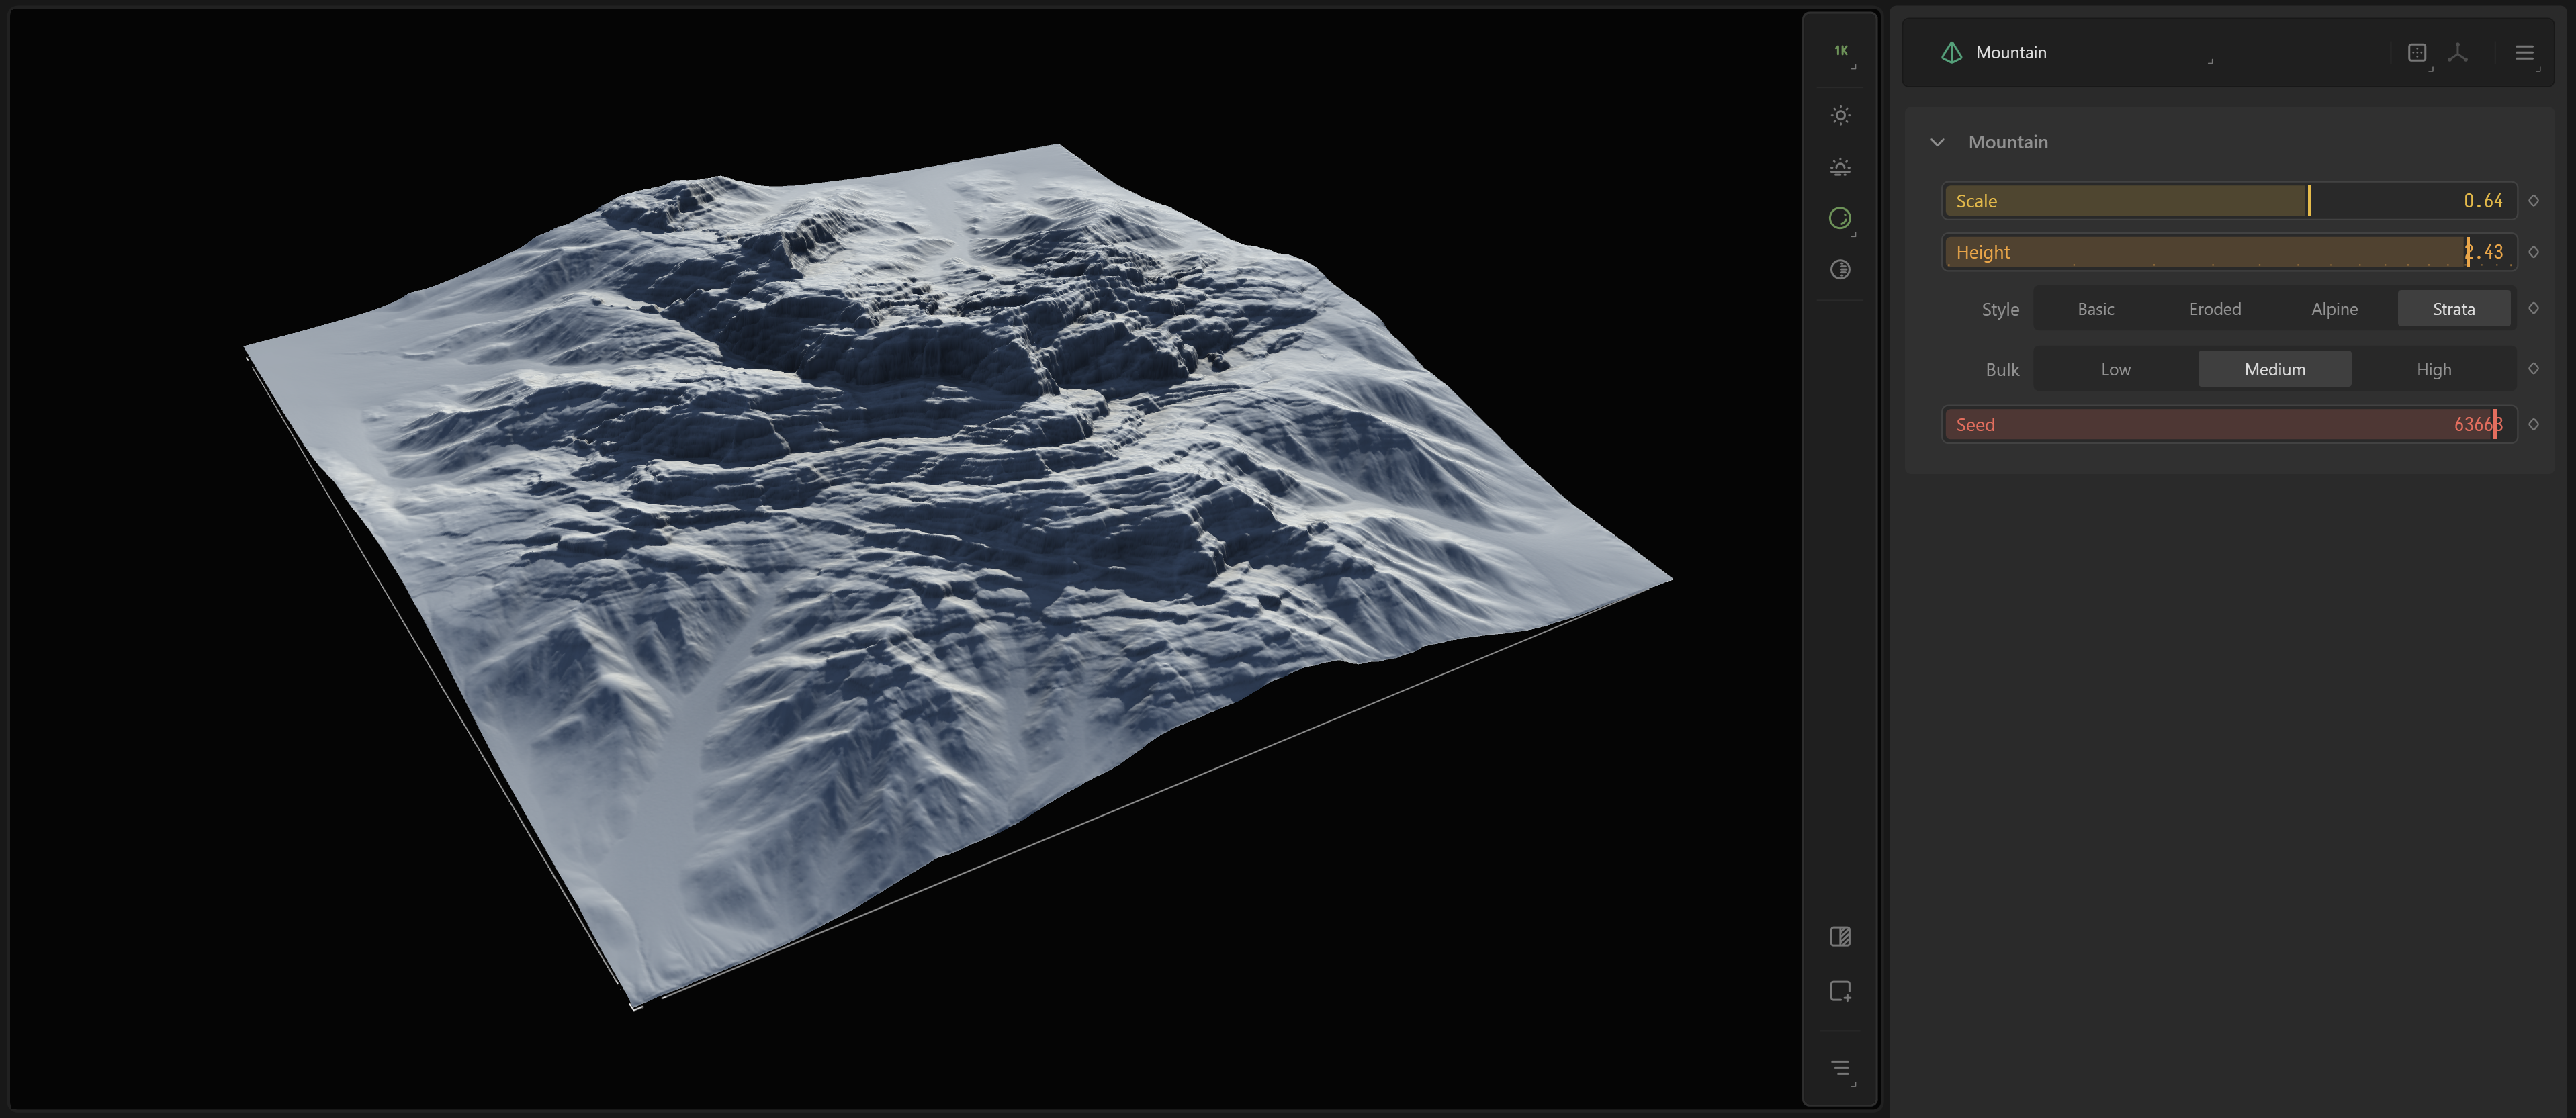 1K
Mountain
Mountain
Scale 0.64
Height 2.43
Style Basic Eroded Alpine Strata
Bulk Low Medium High
Seed 63663